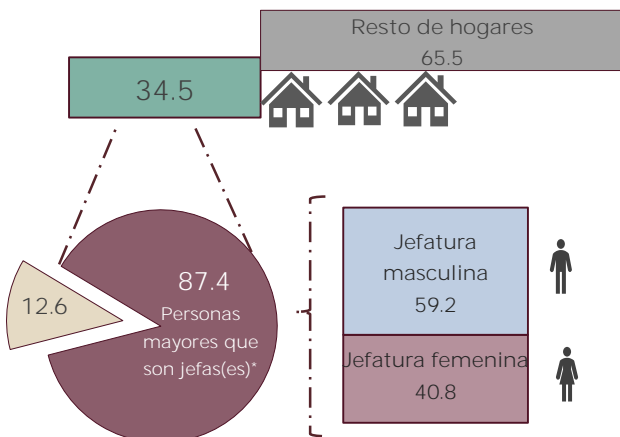 Resto de hogares
65.5
34.5
12.6
87.4
Personas
mayores que
son jefas(es)*
Jefatura
masculina
59.2
Jefatura femenina
40.8